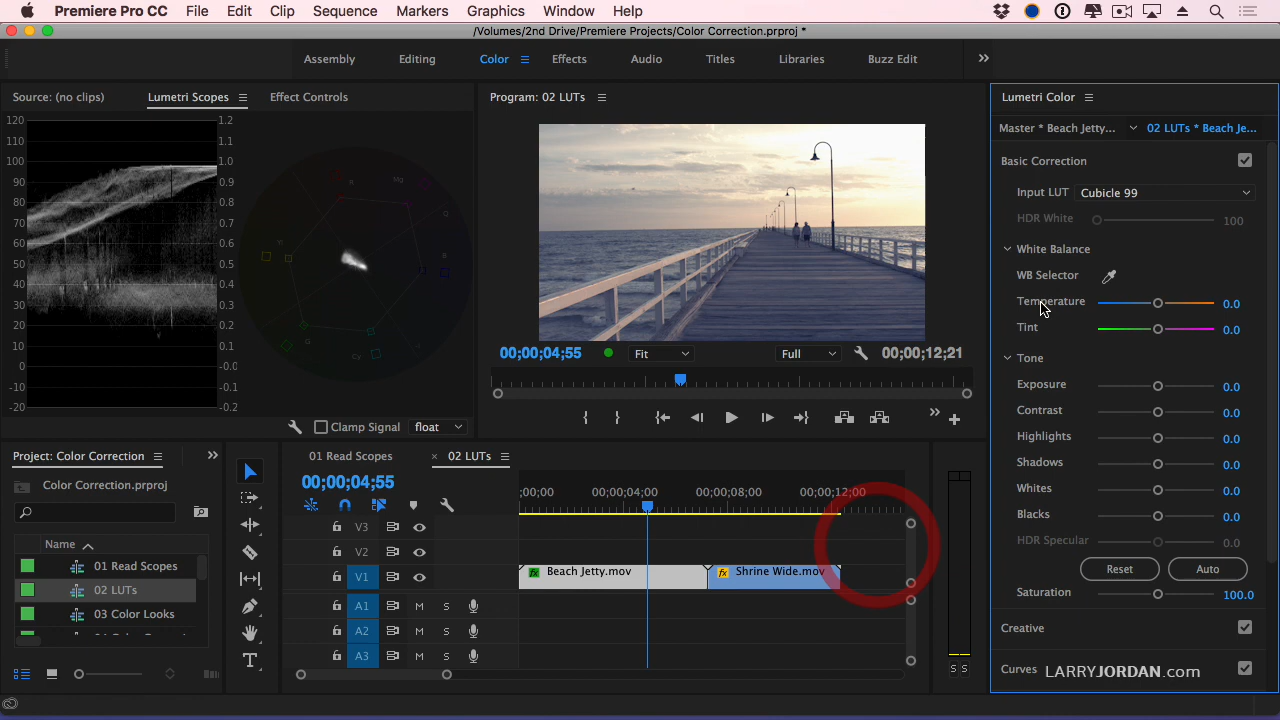 Premiere Pro CC File Edit Clip Sequence Markers Graphics Window Help
/Volumes/2nd Drive/Premiere Projects/Color Correction.prproj *
Assembly Editing Color Effects Audio Titles Libraries Buzz Edit
Source: (no clips) Lumetri Scopes Effect Controls
120 1.2
110 1.1
100 1.0
90 0.9
80 0.8
70 0.7
60 0.6
50 0.5
40 0.4
30 0.3
20 0.2
10 0.1
0 -0.0
-10 -0.1
-20 -0.2
R Mg
Yl B
G Cy
Clamp Signal float
Program: 02 LUTs
00;00;04;55 Fit Full 00;00;12;21
Lumetri Color
Master * Beach Jetty... 02 LUTs * Beach Je...
Basic Correction
Input LUT Cubicle 99
HDR White 100
White Balance
WB Selector
Temperature 0.0
Tint 0.0
Tone
Exposure 0.0
Contrast 0.0
Highlights 0.0
Shadows 0.0
Whites 0.0
Blacks 0.0
HDR Specular 0.0
Reset Auto
Saturation 100.0
Creative
Curves
LARRYJORDAN.com
Project: Color Correction
Color Correction.prproj
Name
01 Read Scopes
02 LUTs
03 Color Looks
01 Read Scopes × 02 LUTs
00;00;04;55
;00;00 00;00;04;00 00;00;08;00 00;00;12;00
V3
V2
V1 fx Beach Jetty.mov fx Shrine Wide.mov
A1 M S
A2 M S
A3 M S
S S